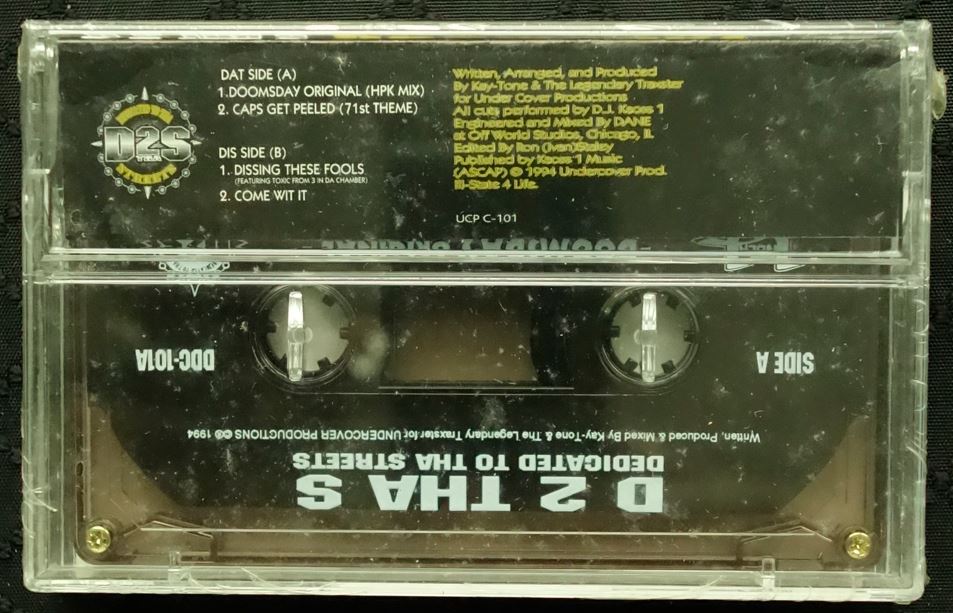 D2S
THA
DAT SIDE (A)
1.DOOMSDAY ORIGINAL (HPK MIX)
2. CAPS GET PEELED (71st THEME)
DIS SIDE (B)
1. DISSING THESE FOOLS
(FEATURING TOXIC FROM 3 IN DA CHAMBER)
2. COME WIT IT
Written, Arranged, and Produced
By Kay-Tone & The Legendary Traxster
for Under Cover Productions
All cuts performed by D.J. Kaoss 1
Engineered and Mixed By DANE
at Off World Studios, Chicago, IL
Edited By Ron (Ivan)Staley
Published by Kaoss 1 Music
(ASCAP) © 1994 Undercover Prod.
Ill-State 4 Life.
UCP C-101
D 2 THA S
DEDICATED TO THA STREETS
Written, Produced & Mixed By Kay-Tone & The Legendary Traxster for UNDERCOVER PRODUCTIONS ©℗ 1994
SIDE A
DDC-101A